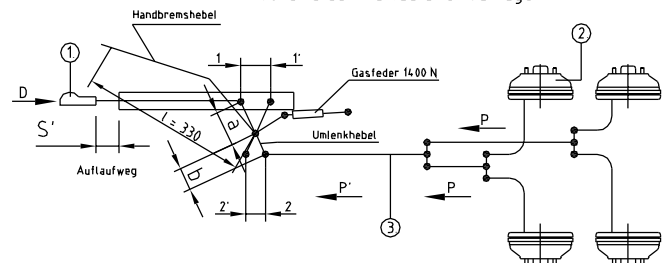 Handbremshebel
1
1
1'
2
Gasfeder 1400 N
D
S'
l = 330
a
P
Umlenkhebel
Auflaufweg
b
P'
P
2'
2
3